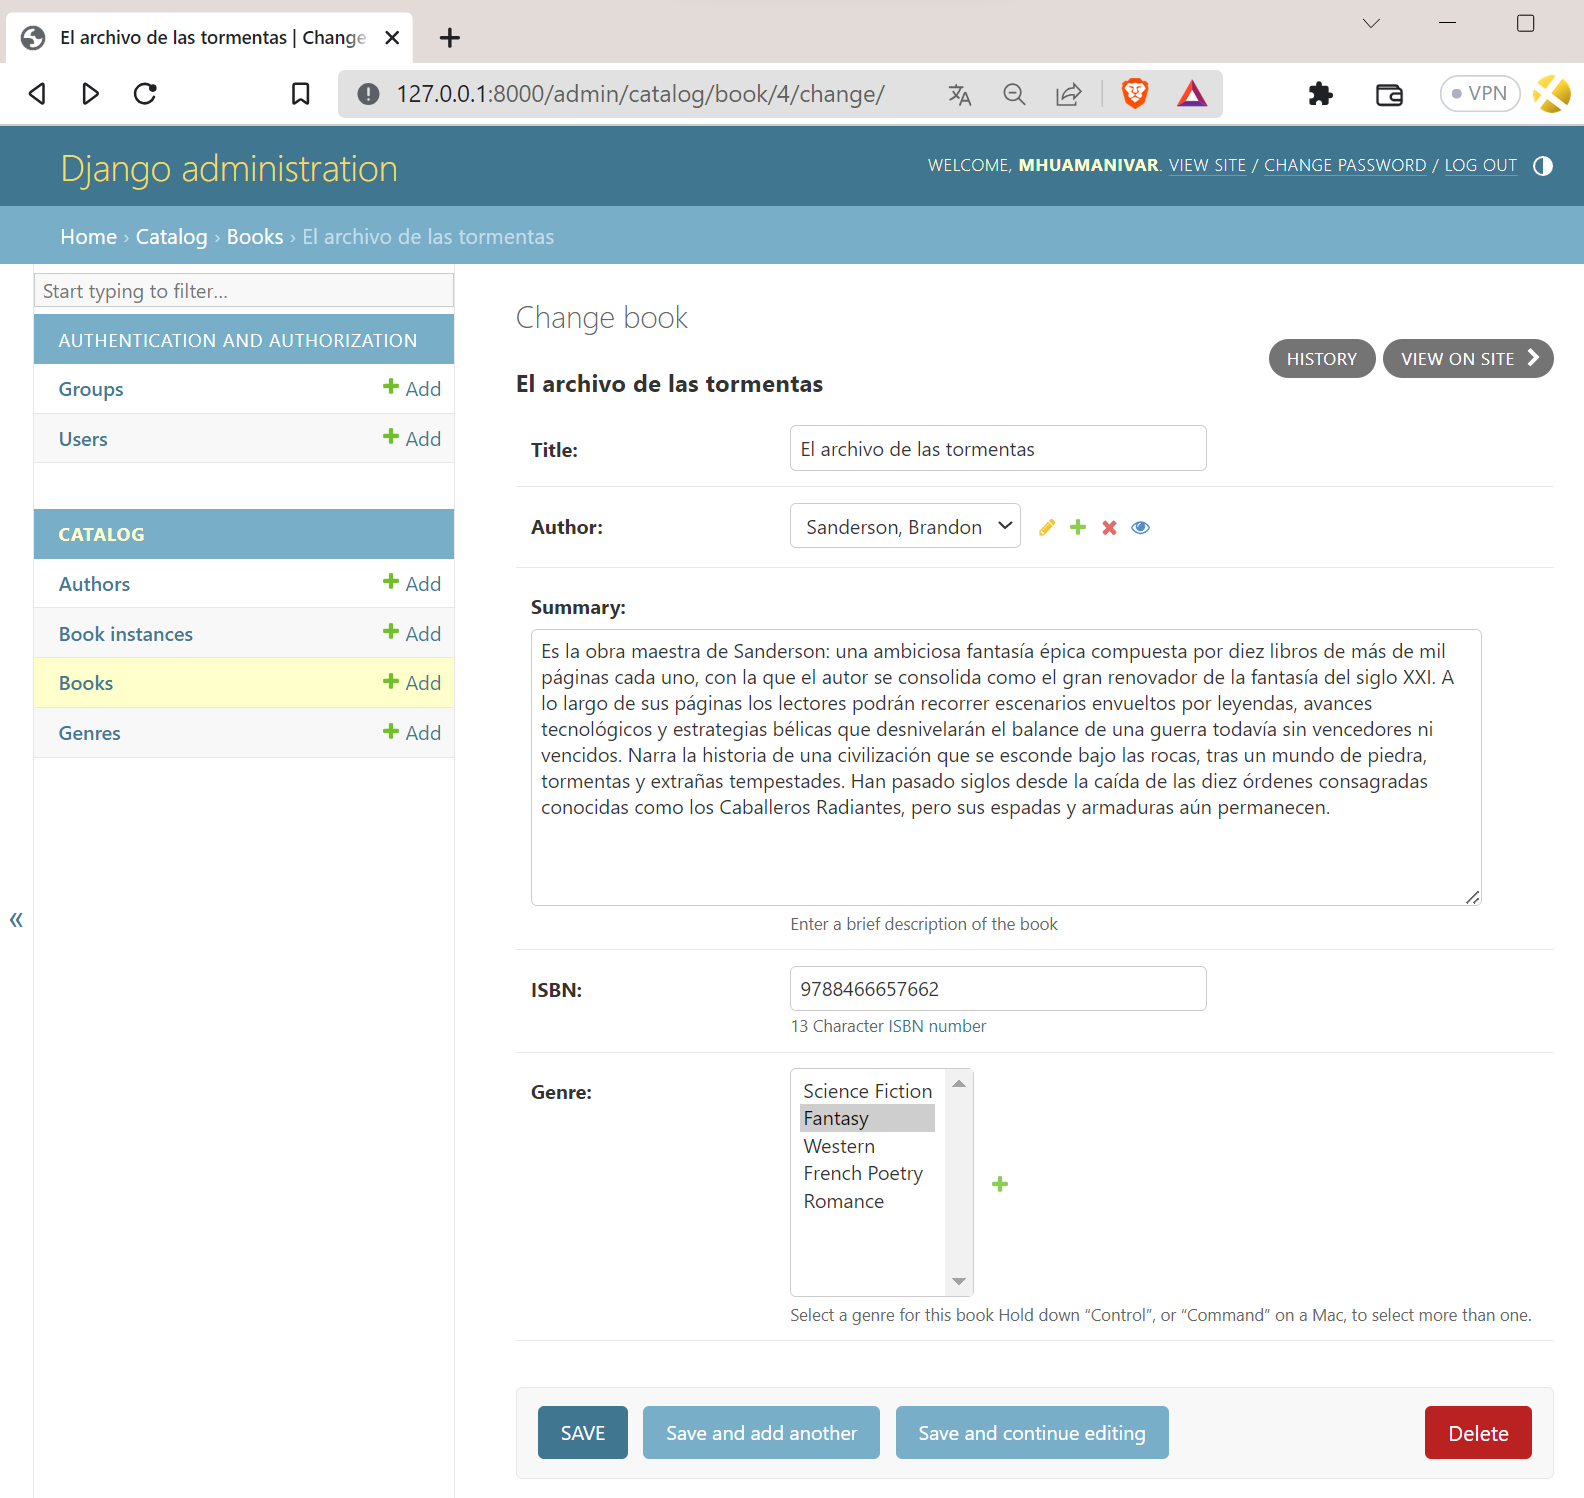 El archivo de las tormentas | Change
127.0.0.1:8000/admin/catalog/book/4/change/
VPN
Django administration
WELCOME, MHUAMANIVAR. VIEW SITE / CHANGE PASSWORD / LOG OUT
Home › Catalog › Books › El archivo de las tormentas
Start typing to filter...
AUTHENTICATION AND AUTHORIZATION
Groups Add
Users Add
CATALOG
Authors Add
Book instances Add
Books Add
Genres Add
«
Change book
HISTORY
VIEW ON SITE
El archivo de las tormentas
Title: El archivo de las tormentas
Author: Sanderson, Brandon
Summary:
Es la obra maestra de Sanderson: una ambiciosa fantasía épica compuesta por diez libros de más de mil
páginas cada uno, con la que el autor se consolida como el gran renovador de la fantasía del siglo XXI. A
lo largo de sus páginas los lectores podrán recorrer escenarios envueltos por leyendas, avances
tecnológicos y estrategias bélicas que desnivelarán el balance de una guerra todavía sin vencedores ni
vencidos. Narra la historia de una civilización que se esconde bajo las rocas, tras un mundo de piedra,
tormentas y extrañas tempestades. Han pasado siglos desde la caída de las diez órdenes consagradas
conocidas como los Caballeros Radiantes, pero sus espadas y armaduras aún permanecen.
Enter a brief description of the book
ISBN: 9788466657662
13 Character ISBN number
Genre:
Science Fiction
Fantasy
Western
French Poetry
Romance
Select a genre for this book Hold down “Control”, or “Command” on a Mac, to select more than one.
SAVE
Save and add another
Save and continue editing
Delete